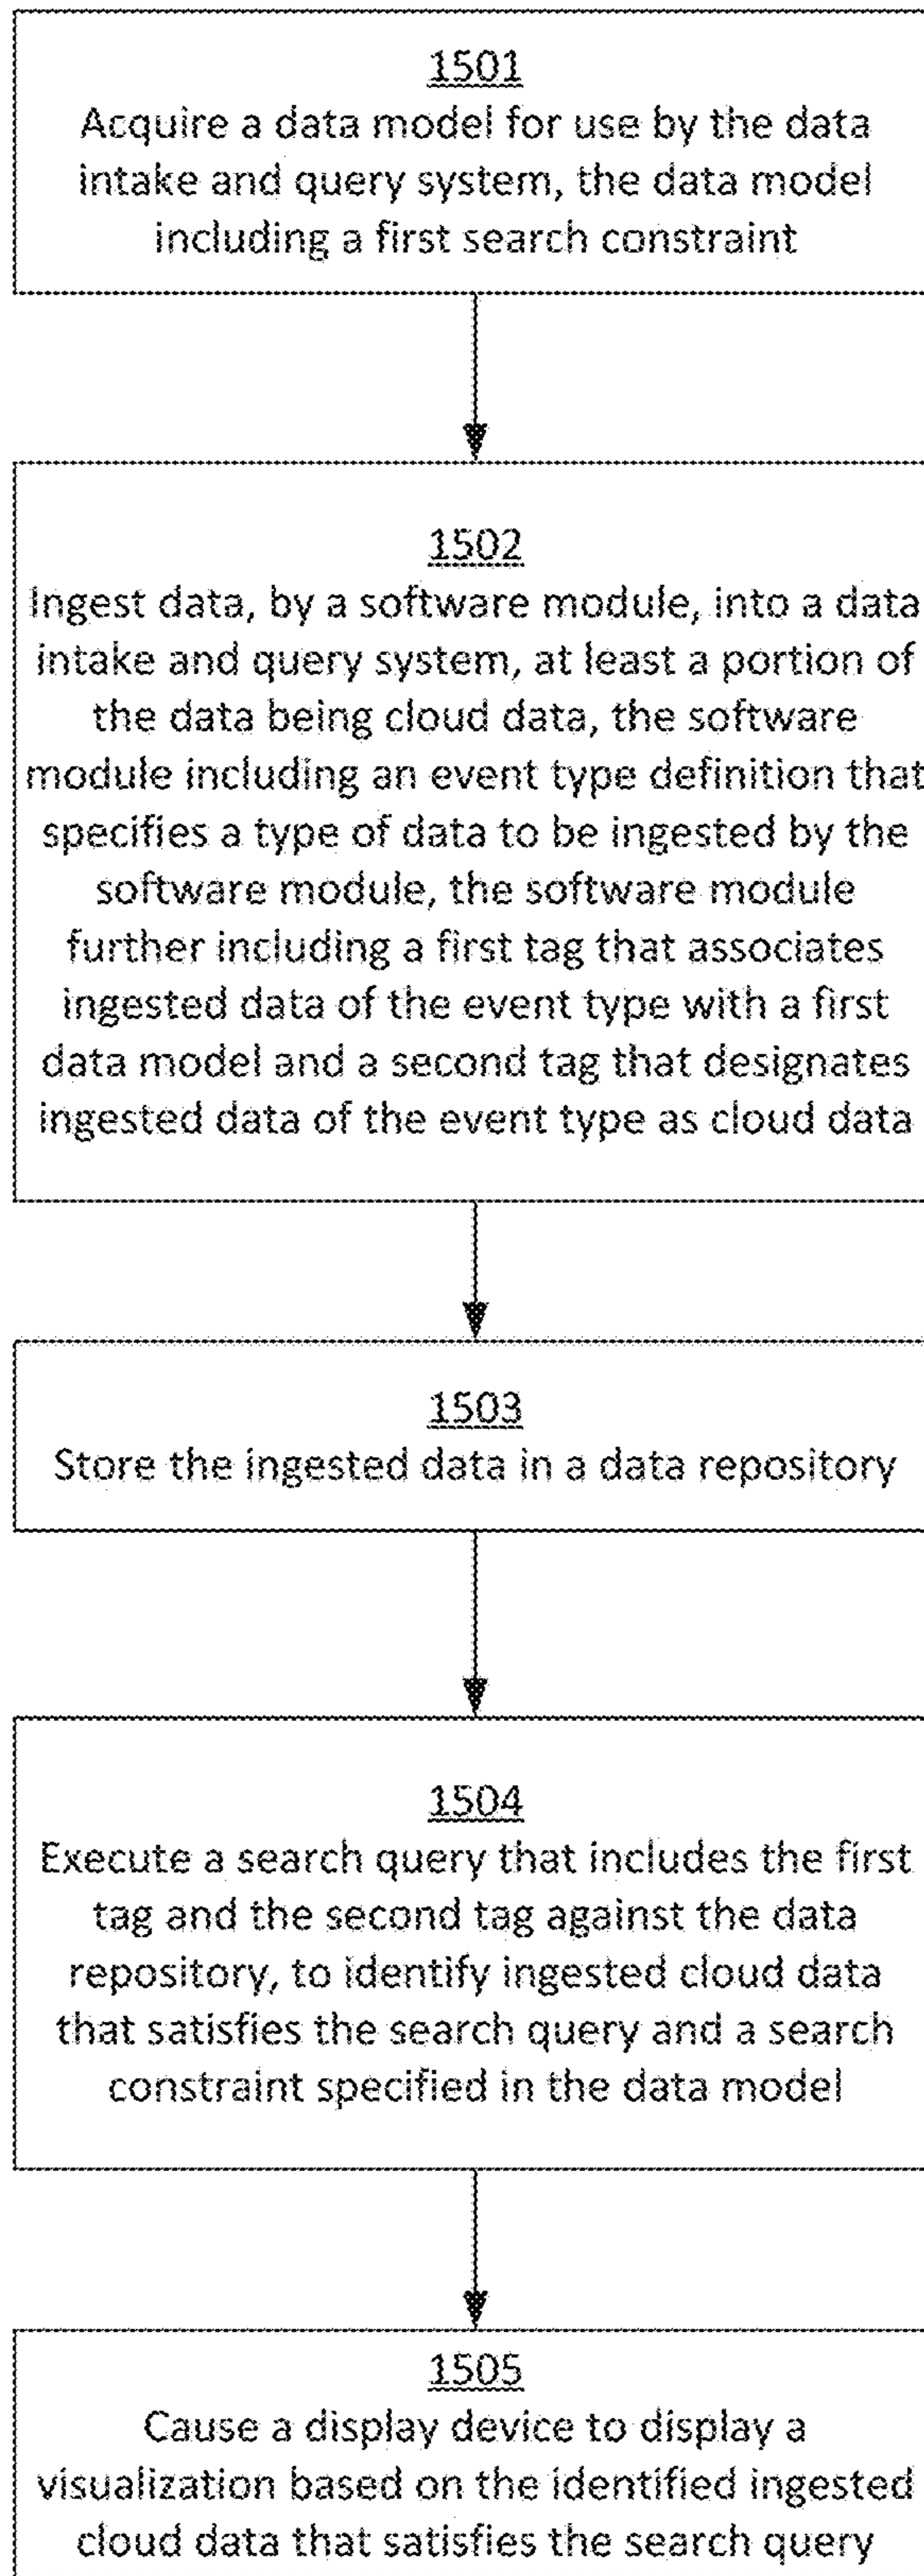 1501
Acquire a data model for use by the data
intake and query system, the data model
including a first search constraint
1502
Ingest data, by a software module, into a data
intake and query system, at least a portion of
the data being cloud data, the software
module including an event type definition that
specifies a type of data to be ingested by the
software module, the software module
further including a first tag that associates
ingested data of the event type with a first
data model and a second tag that designates
ingested data of the event type as cloud data
1503
Store the ingested data in a data repository
1504
Execute a search query that includes the first
tag and the second tag against the data
repository, to identify ingested cloud data
that satisfies the search query and a search
constraint specified in the data model
1505
Cause a display device to display a
visualization based on the identified ingested
cloud data that satisfies the search query